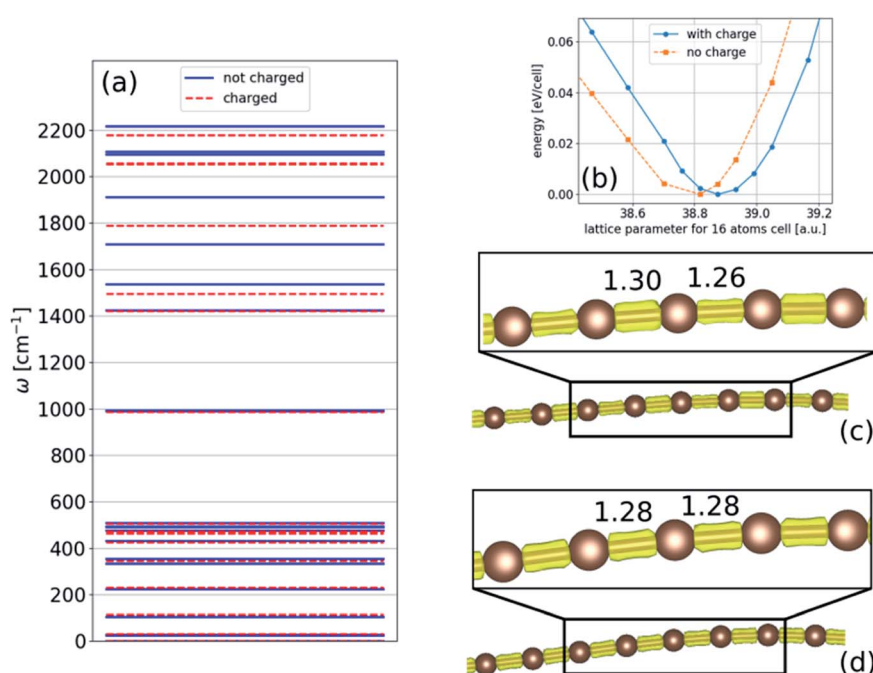 (a)
not charged
charged
2200
2000
1800
1600
1400
1200
1000
800
600
400
200
0
ω [cm⁻¹]
with charge
no charge
0.06
0.04
0.02
0.00
energy [eV/cell]
(b)
38.6 38.8 39.0 39.2
lattice parameter for 16 atoms cell [a.u.]
1.30 1.26
(c)
1.28 1.28
(d)